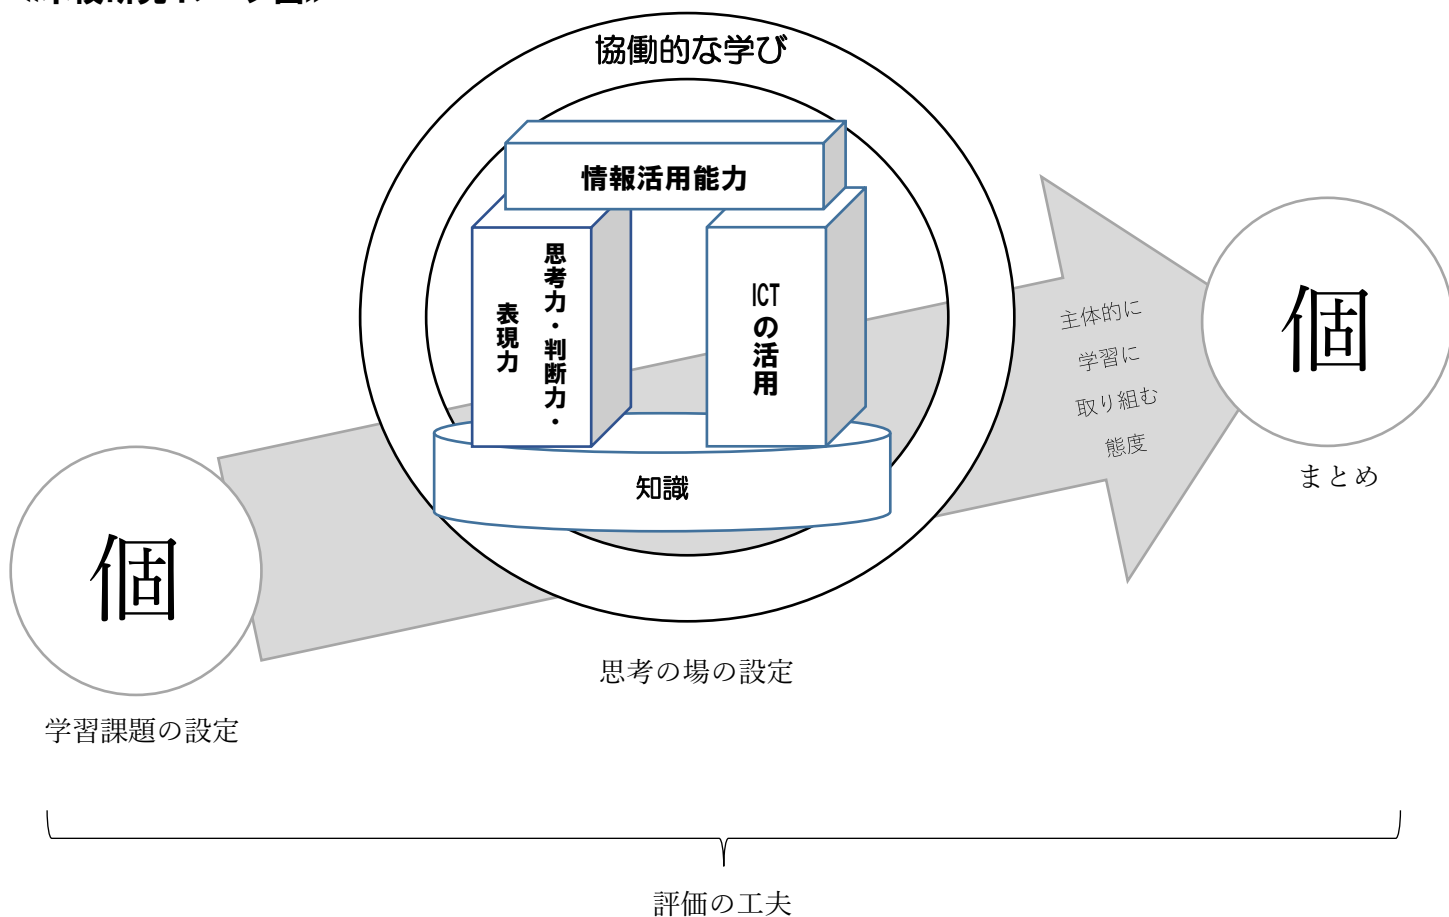 協働的な学び
情報活用能力
思考力・判断力・
表現力
ICTの活用
知識
主体的に
学習に
取り組む
態度
個
まとめ
個
学習課題の設定
思考の場の設定
評価の工夫